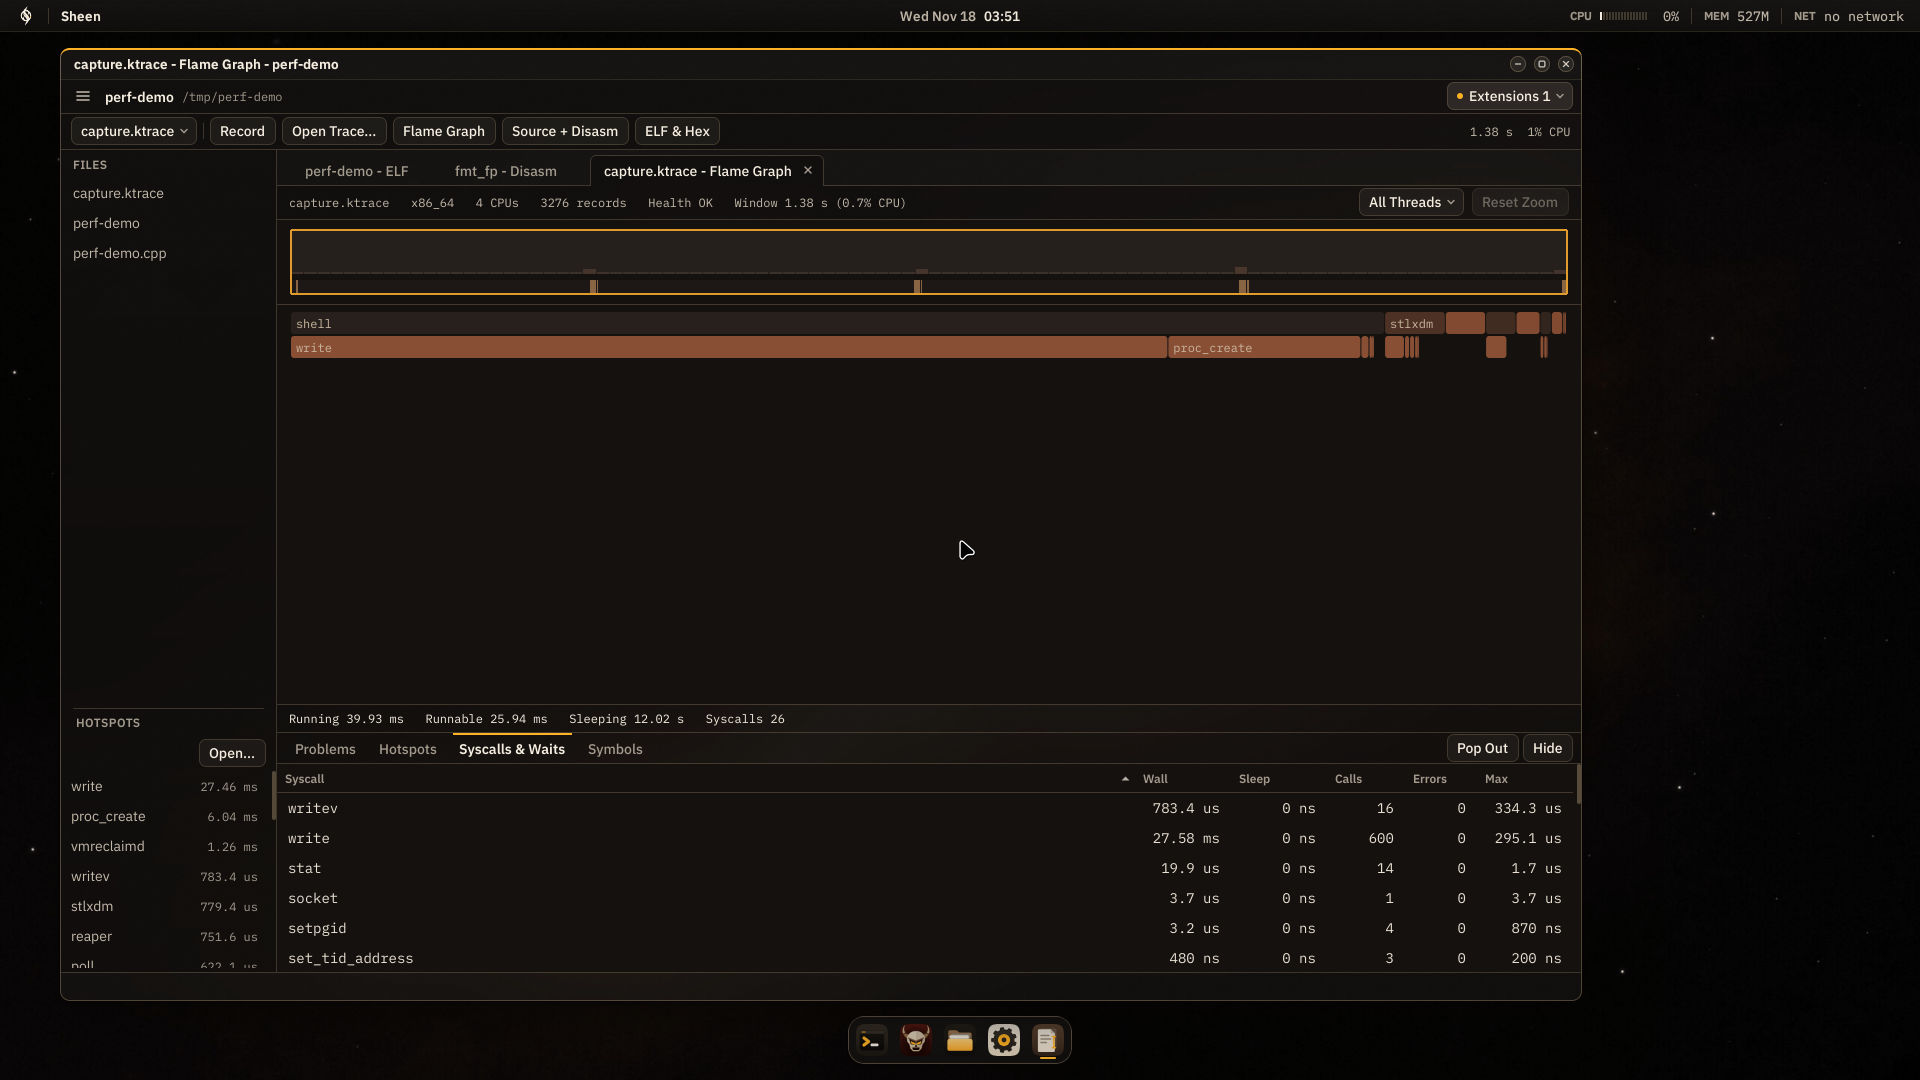 Sheen
Wed Nov 18 03:51
CPU 0% MEM 527M NET no network
capture.ktrace - Flame Graph - perf-demo
perf-demo /tmp/perf-demo
Extensions 1
capture.ktrace Record Open Trace... Flame Graph Source + Disasm ELF & Hex
1.38 s 1% CPU
FILES
capture.ktrace
perf-demo
perf-demo.cpp
perf-demo - ELF fmt_fp - Disasm capture.ktrace - Flame Graph
capture.ktrace x86_64 4 CPUs 3276 records Health OK Window 1.38 s (0.7% CPU)
All Threads Reset Zoom
shell stlxdm
write proc_create
Running 39.93 ms Runnable 25.94 ms Sleeping 12.02 s Syscalls 26
HOTSPOTS
Open...
write 27.46 ms
proc_create 6.04 ms
vmreclaimd 1.26 ms
writev 783.4 us
stlxdm 779.4 us
reaper 751.6 us
poll 622.1 us
Problems Hotspots Syscalls & Waits Symbols
Pop Out Hide
Syscall Wall Sleep Calls Errors Max
writev 783.4 us 0 ns 16 0 334.3 us
write 27.58 ms 0 ns 600 0 295.1 us
stat 19.9 us 0 ns 14 0 1.7 us
socket 3.7 us 0 ns 1 0 3.7 us
setpgid 3.2 us 0 ns 4 0 870 ns
set_tid_address 480 ns 0 ns 3 0 200 ns